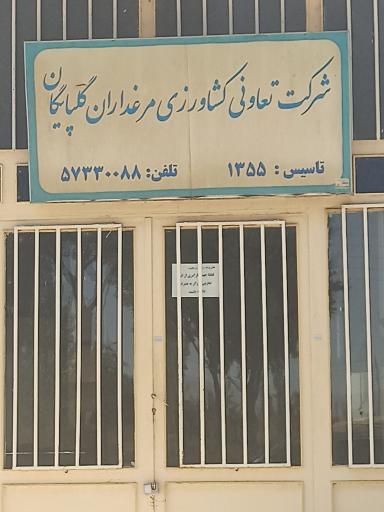 شرکت تعاونی کشاورزی مرغداران گلپایگان
تاسیس : ۱۳۵۵ تلفن: ۵۷۳۳۰۰۸۸